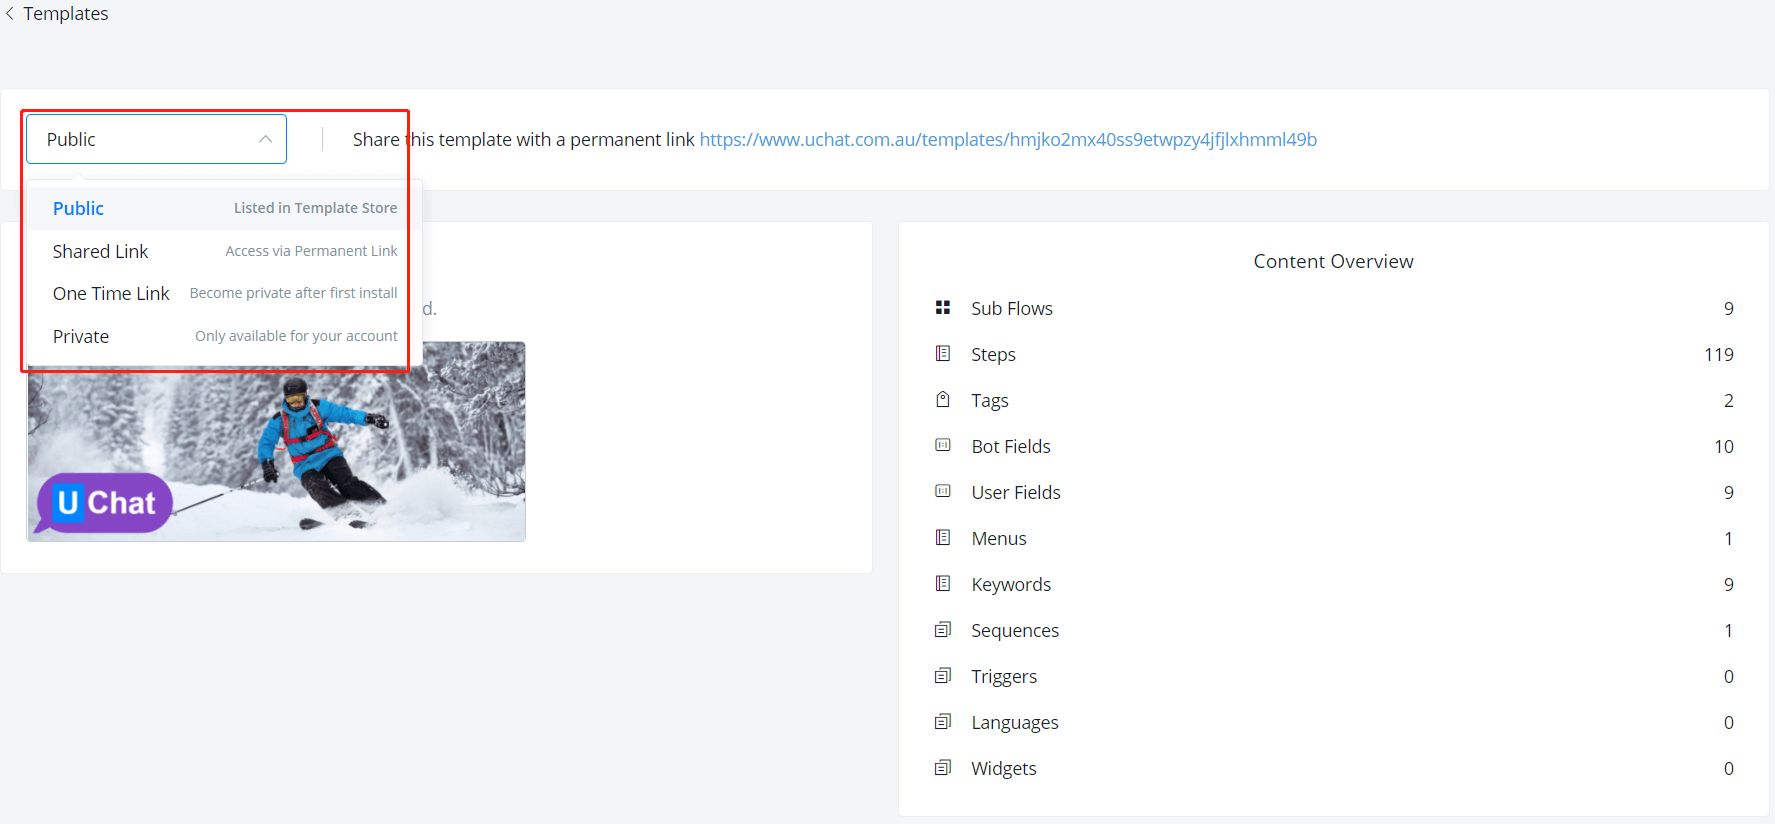 Templates
Public
Share this template with a permanent link https://www.uchat.com.au/templates/hmjko2mx40ss9etwpzy4jfjlxhmml49b
Public Listed in Template Store
Shared Link Access via Permanent Link
One Time Link Become private after first install
Private Only available for your account
d.
U Chat
Content Overview
Sub Flows 9
Steps 119
Tags 2
Bot Fields 10
User Fields 9
Menus 1
Keywords 9
Sequences 1
Triggers 0
Languages 0
Widgets 0